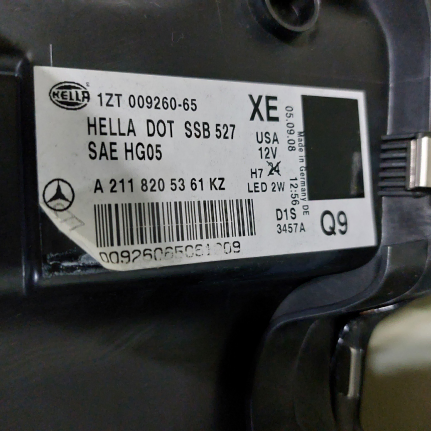 HELLA
1ZT 009260-65
HELLA DOT SSB 527
SAE HG05
A 211 820 53 61 KZ
XE
USA
12V
H7
LED 2W
05.09.08
12:56
D1S
3457A
Made in Germany DE
Q9